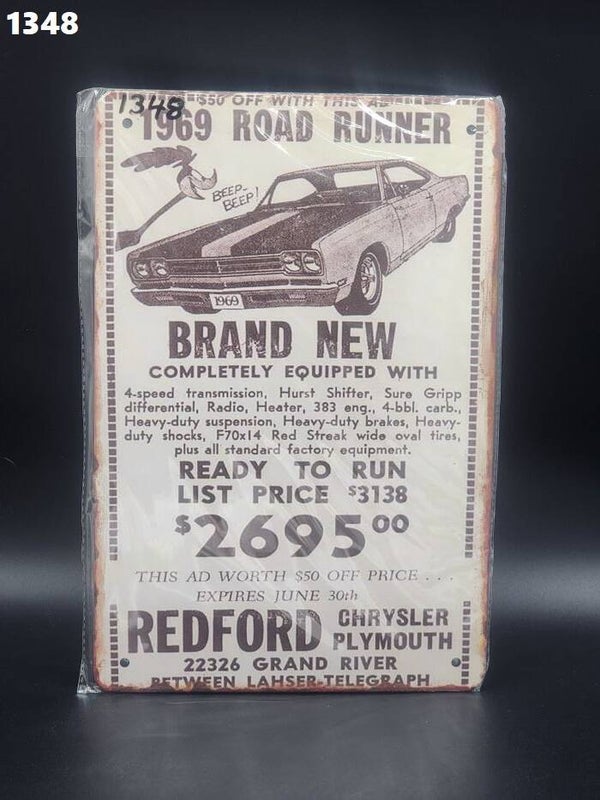 1348
1348
$50 OFF WITH THIS AD
1969 ROAD RUNNER
BEEP-
BEEP!
1969
BRAND NEW
COMPLETELY EQUIPPED WITH
4-speed transmission, Hurst Shifter, Sure Gripp
differential, Radio, Heater, 383 eng., 4-bbl. carb.,
Heavy-duty suspension, Heavy-duty brakes, Heavy-
duty shocks, F70x14 Red Streak wide oval tires,
plus all standard factory equipment.
READY TO RUN
LIST PRICE $3138
$2695 00
THIS AD WORTH $50 OFF PRICE . . .
EXPIRES JUNE 30th
REDFORD CHRYSLER
PLYMOUTH
22326 GRAND RIVER
BETWEEN LAHSER-TELEGRAPH